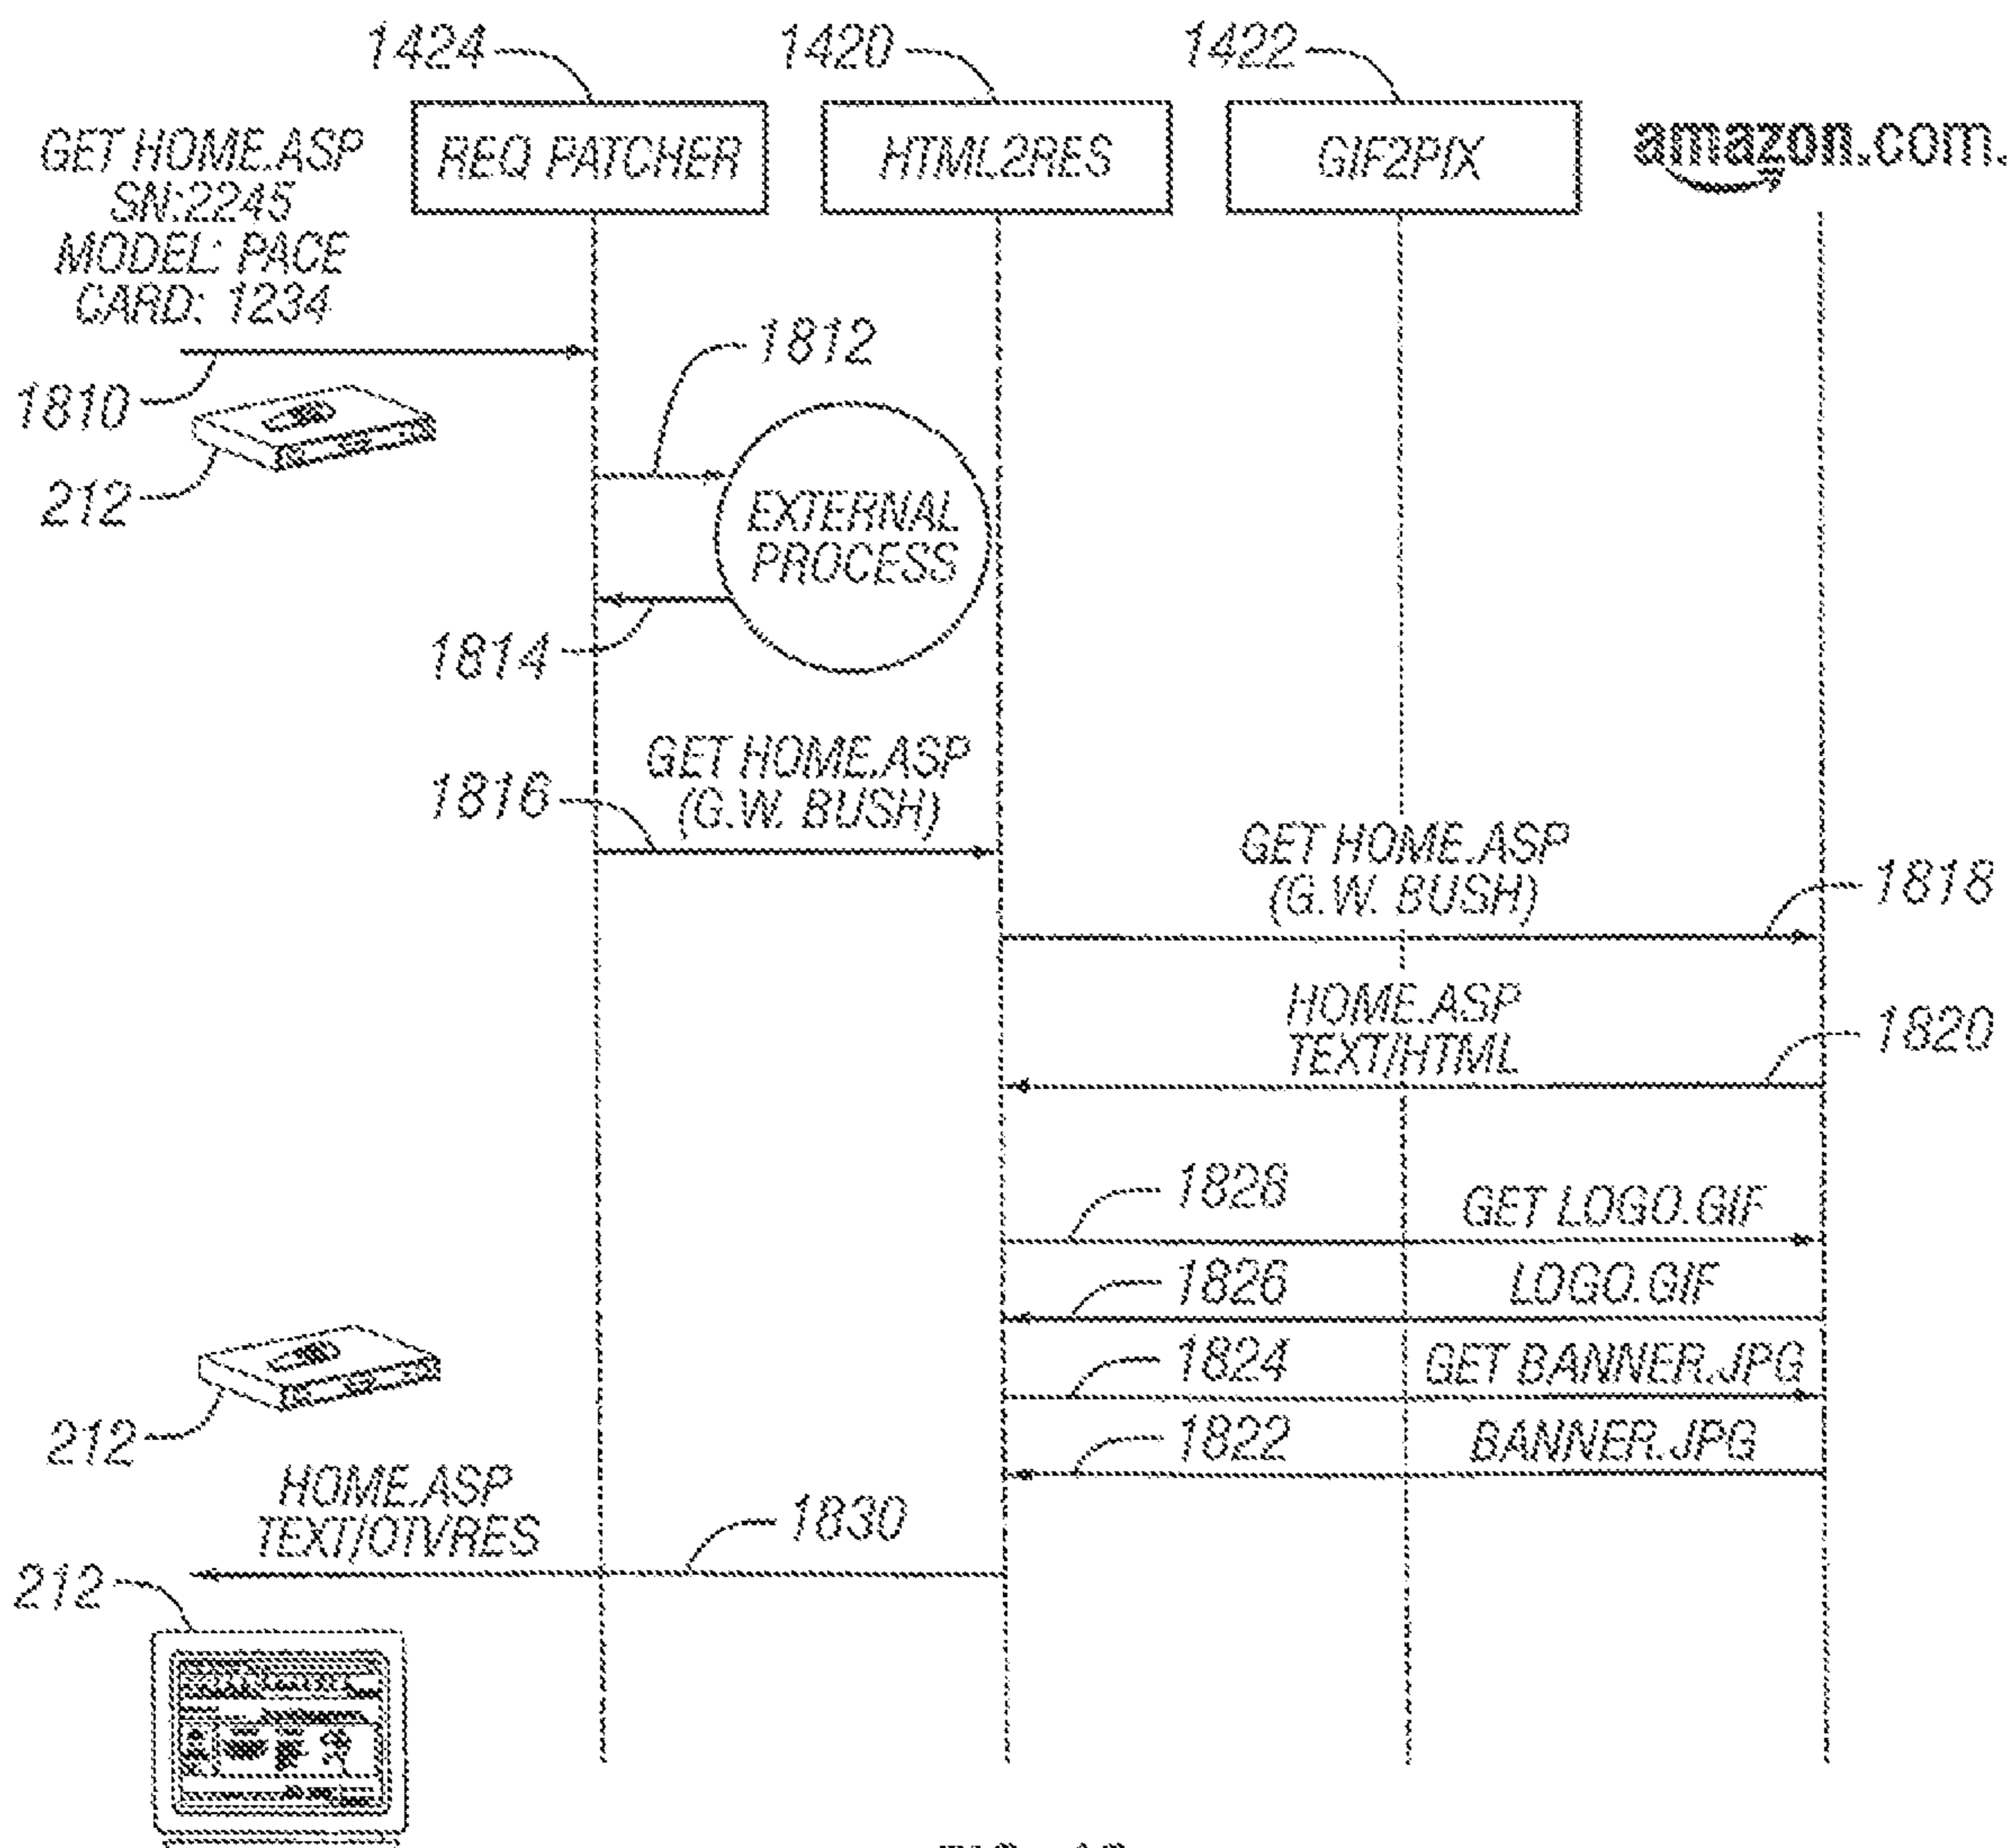 1424
1420
1422
GET HOME.ASP
SN:2245
MODEL: PACE
CARD: 1234
REQ PATCHER
HTML2RES
GIF2PIX
amazon.com.
1810
212
1812
EXTERNAL
PROCESS
1814
GET HOME.ASP
(G.W. BUSH)
1816
GET HOME.ASP
(G.W. BUSH)
1818
HOME.ASP
TEXT/HTML
1820
1828
GET LOGO.GIF
1826
LOGO.GIF
1824
GET BANNER.JPG
1822
BANNER.JPG
212
HOME.ASP
TEXT/OTVRES
1830
212